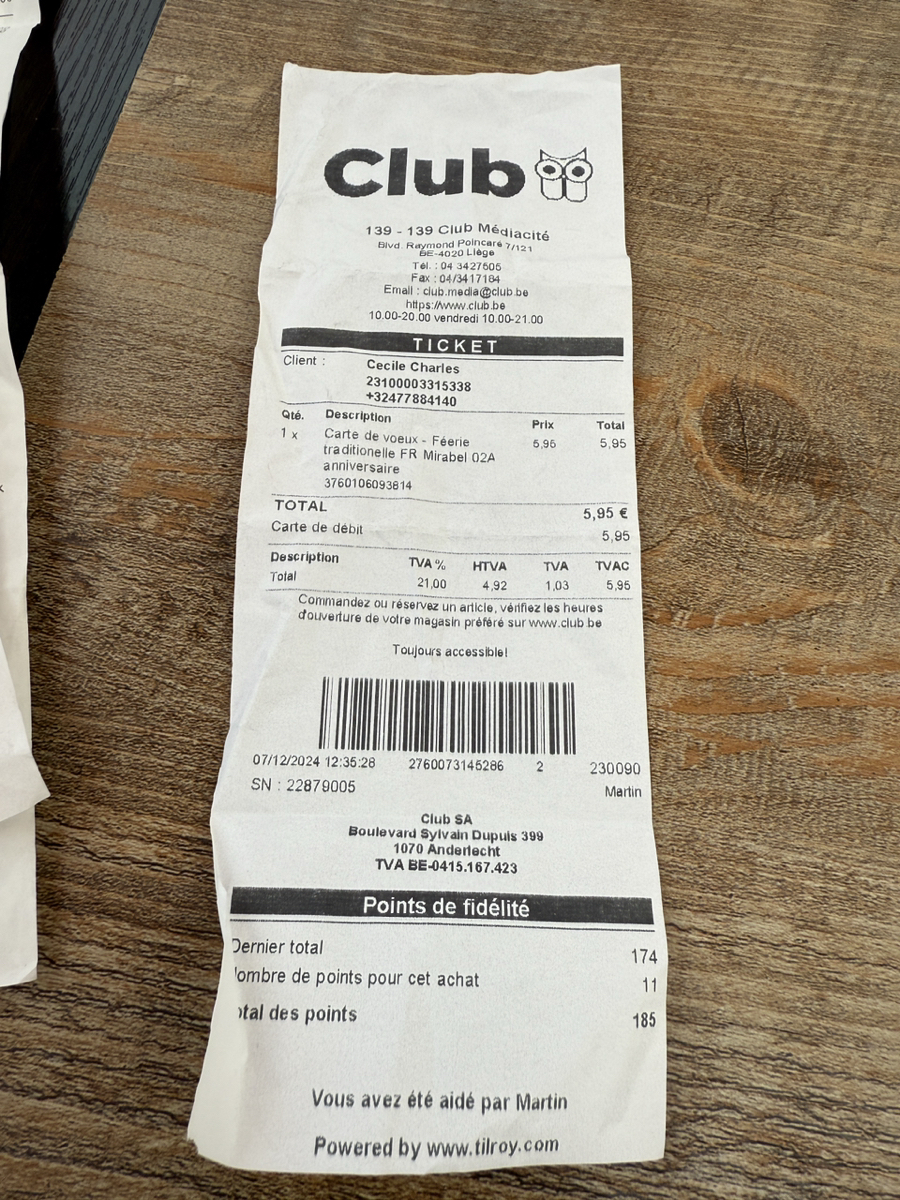 Club
139 - 139 Club Médiacité
Blvd. Raymond Poincaré 7/121
BE-4020 Liège
Tél. : 04 3427605
Fax : 04/3417184
Email : club.media@club.be
https://www.club.be
10.00-20.00 vendredi 10.00-21.00
TICKET
Client : Cecile Charles
23100003315338
+32477884140
Qté. Description Prix Total
1 x Carte de voeux - Féerie 5,95 5,95
traditionelle FR Mirabel 02A
anniversaire
3760106093814
TOTAL 5,95 €
Carte de débit 5,95
Description TVA % HTVA TVA TVAC
Total 21,00 4,92 1,03 5,95
Commandez ou réservez un article, vérifiez les heures
d'ouverture de votre magasin préféré sur www.club.be
Toujours accessible!
07/12/2024 12:35:28 2760073145286 2 230090
SN : 22879005 Martin
Club SA
Boulevard Sylvain Dupuis 399
1070 Anderlecht
TVA BE-0415.167.423
Points de fidélité
Dernier total 174
ombre de points pour cet achat 11
otal des points 185
Vous avez été aidé par Martin
Powered by www.tilroy.com